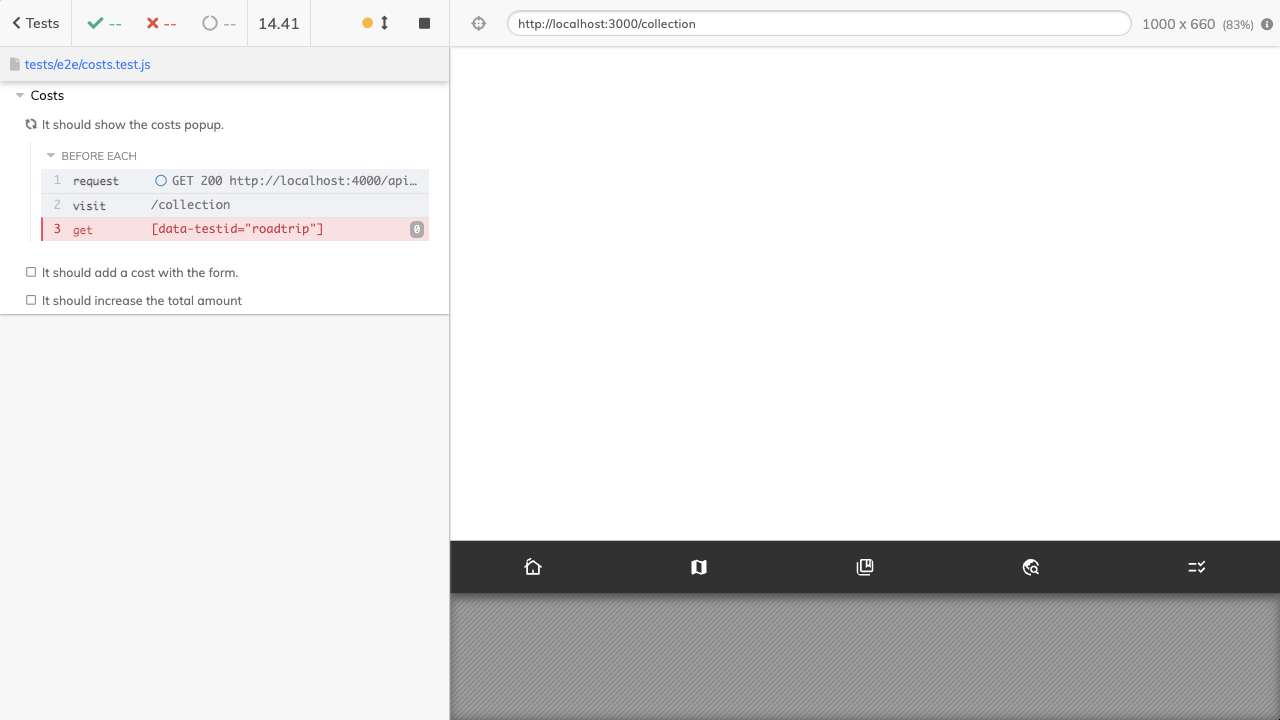 Tests -- -- -- 14.41 http://localhost:3000/collection 1000 x 660 (83%)
tests/e2e/costs.test.js
Costs
It should show the costs popup.
BEFORE EACH
1 request GET 200 http://localhost:4000/api…
2 visit /collection
3 get [data-testid="roadtrip"] 0
It should add a cost with the form.
It should increase the total amount